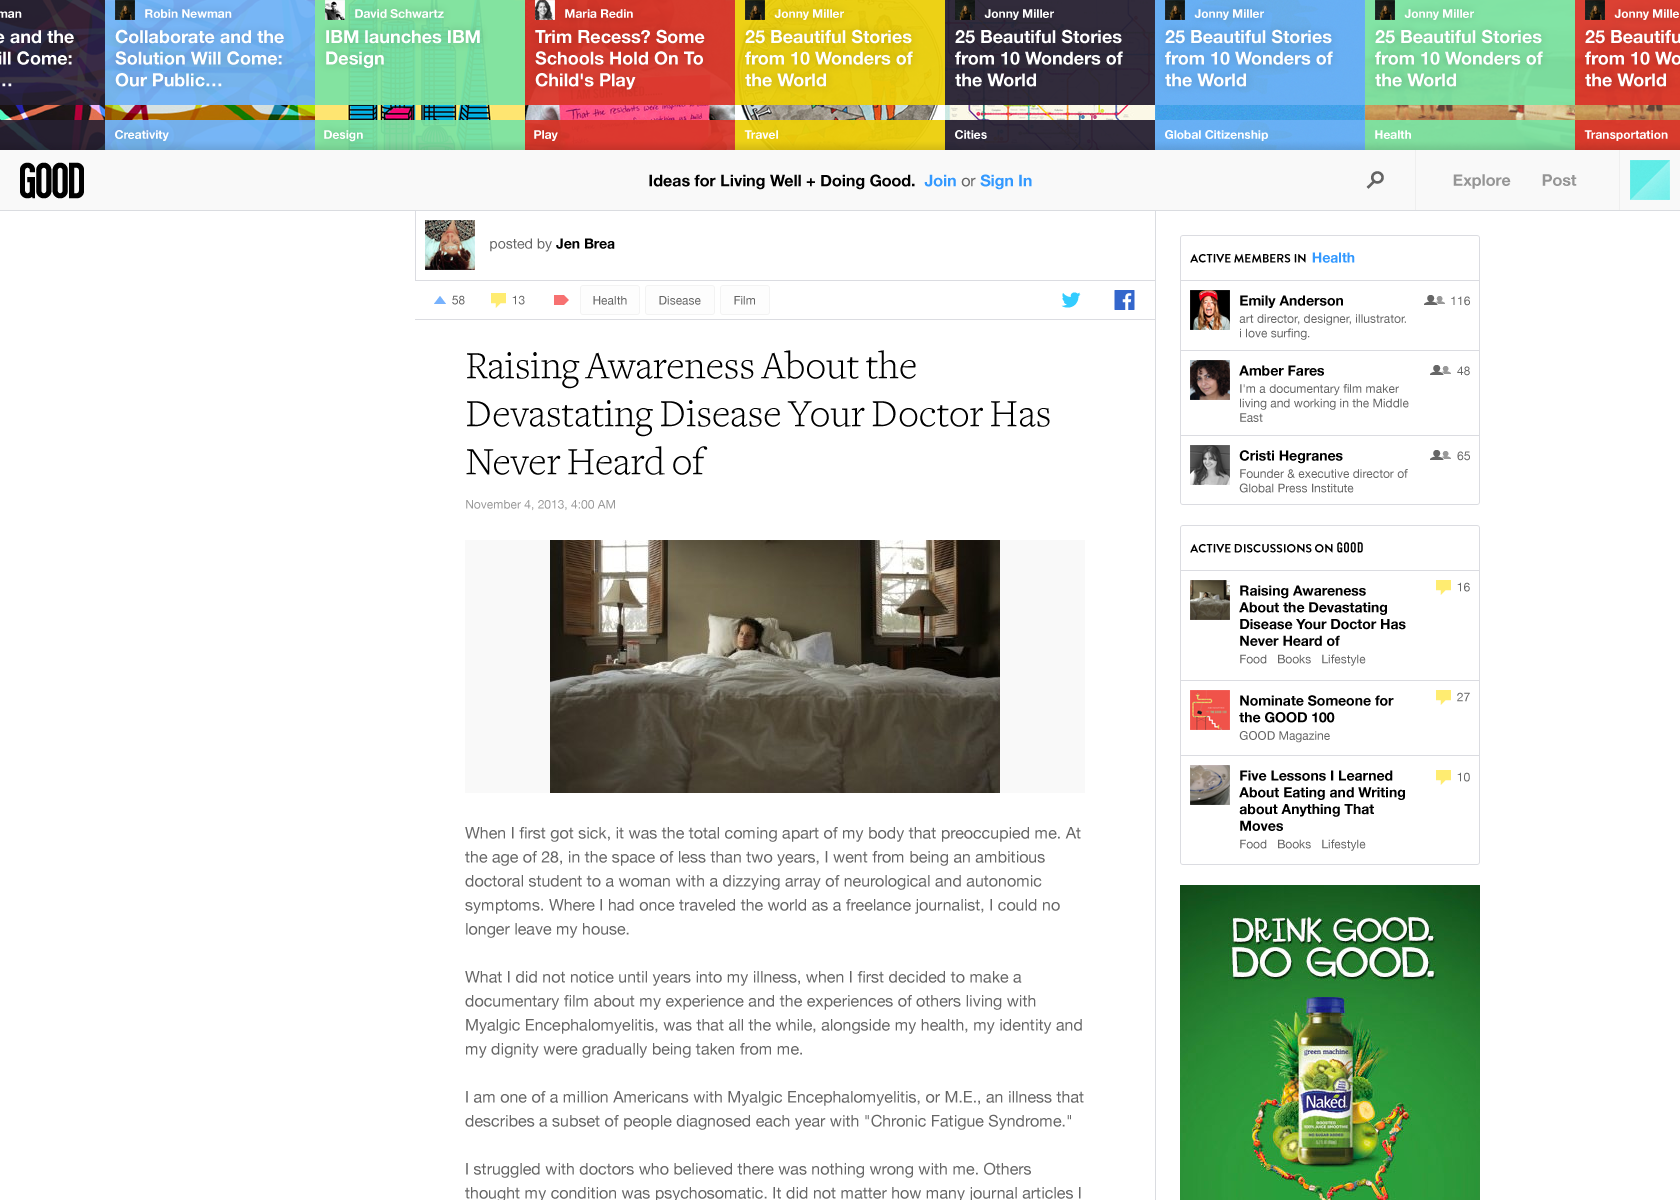 man
e and the
ill Come:
..
Robin Newman
Collaborate and the
Solution Will Come:
Our Public...
Creativity
David Schwartz
IBM launches IBM
Design
Design
Maria Redin
Trim Recess? Some
Schools Hold On To
Child's Play
That the residents were
Play
Jonny Miller
25 Beautiful Stories
from 10 Wonders of
the World
Travel
Jonny Miller
25 Beautiful Stories
from 10 Wonders of
the World
Cities
Jonny Miller
25 Beautiful Stories
from 10 Wonders of
the World
Global Citizenship
Jonny Miller
25 Beautiful Stories
from 10 Wonders of
the World
Health
Jonny Mille
25 Beautifu
from 10 Wo
the World
Transportation
GOOD
Ideas for Living Well + Doing Good. Join or Sign In
Explore
Post
posted by Jen Brea
58
13
Health
Disease
Film
Raising Awareness About the
Devastating Disease Your Doctor Has
Never Heard of
November 4, 2013, 4:00 AM
When I first got sick, it was the total coming apart of my body that preoccupied me. At
the age of 28, in the space of less than two years, I went from being an ambitious
doctoral student to a woman with a dizzying array of neurological and autonomic
symptoms. Where I had once traveled the world as a freelance journalist, I could no
longer leave my house.
What I did not notice until years into my illness, when I first decided to make a
documentary film about my experience and the experiences of others living with
Myalgic Encephalomyelitis, was that all the while, alongside my health, my identity and
my dignity were gradually being taken from me.
I am one of a million Americans with Myalgic Encephalomyelitis, or M.E., an illness that
describes a subset of people diagnosed each year with "Chronic Fatigue Syndrome."
I struggled with doctors who believed there was nothing wrong with me. Others
thought my condition was psychosomatic. It did not matter how many journal articles I
ACTIVE MEMBERS IN Health
Emily Anderson
116
art director, designer, illustrator.
i love surfing.
Amber Fares
48
I'm a documentary film maker
living and working in the Middle
East
Cristi Hegranes
65
Founder & executive director of
Global Press Institute
ACTIVE DISCUSSIONS ON GOOD
Raising Awareness
About the Devastating
Disease Your Doctor Has
Never Heard of
16
Food Books Lifestyle
Nominate Someone for
the GOOD 100
27
GOOD Magazine
Five Lessons I Learned
About Eating and Writing
about Anything That
Moves
10
Food Books Lifestyle
DRINK GOOD.
DO GOOD.
green machine
Naked